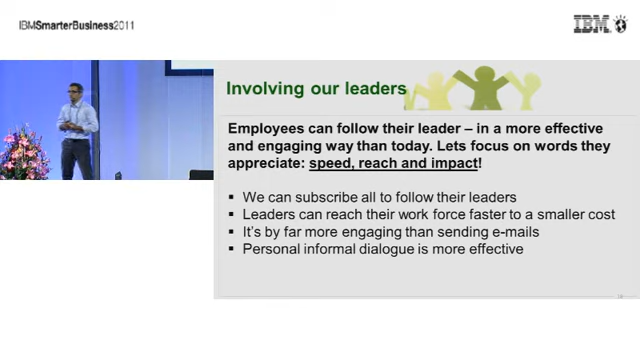 IBMSmarterBusiness2011
IBM
Involving our leaders
Employees can follow their leader – in a more effective
and engaging way than today. Lets focus on words they
appreciate: speed, reach and impact!
▪ We can subscribe all to follow their leaders
▪ Leaders can reach their work force faster to a smaller cost
▪ It's by far more engaging than sending e-mails
▪ Personal informal dialogue is more effective